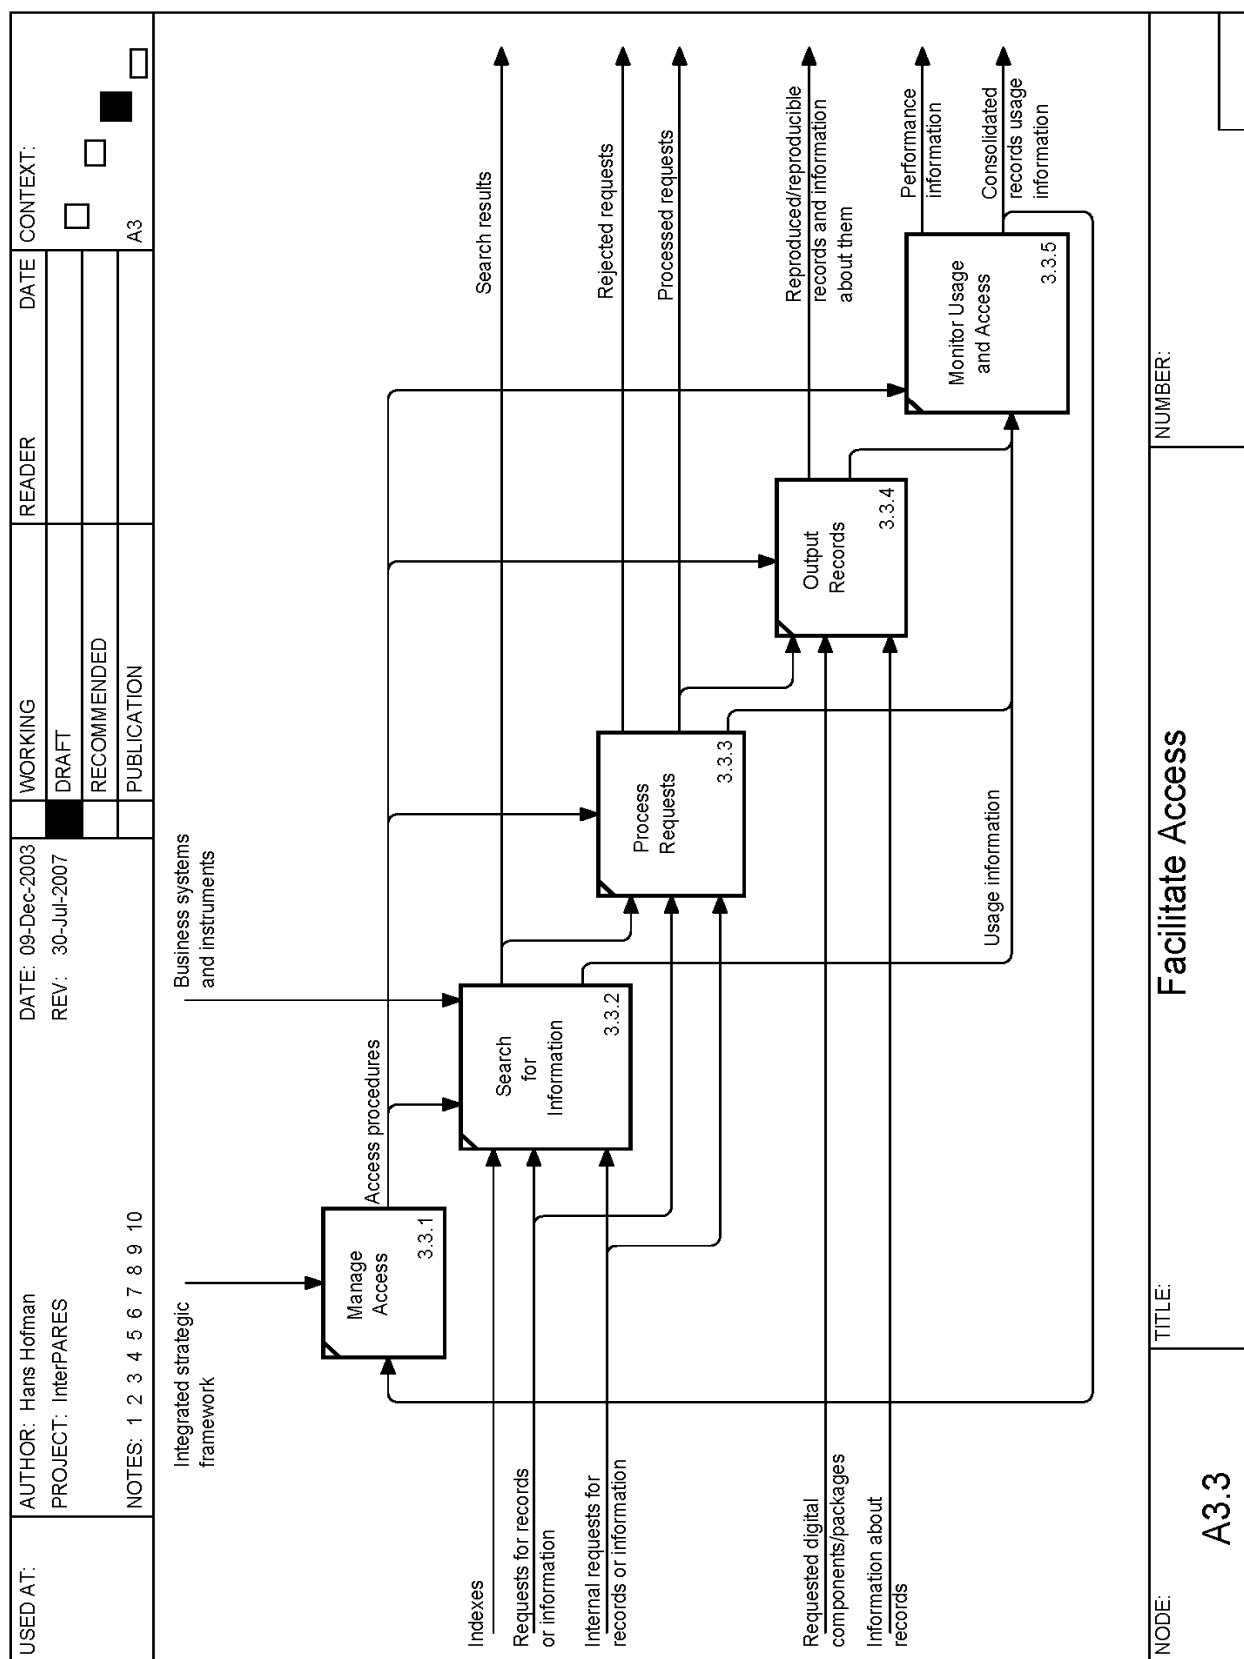 USED AT:
AUTHOR: Hans Hofman
PROJECT: InterPARES
NOTES: 1 2 3 4 5 6 7 8 9 10
DATE: 09-Dec-2003
REV: 30-Jul-2007
WORKING
DRAFT
RECOMMENDED
PUBLICATION
READER
DATE
CONTEXT:
A3
Integrated strategic
framework
Business systems
and instruments
Manage
Access
3.3.1
Access procedures
Search
for
Information
3.3.2
Search results
Process
Requests
3.3.3
Rejected requests
Processed requests
Output
Records
3.3.4
Reproduced/reproducible
records and information
about them
Monitor Usage
and Access
3.3.5
Performance
information
Consolidated
records usage
information
Indexes
Requests for records
or information
Internal requests for
records or information
Requested digital
components/packages
Information about
records
Usage information
NODE:
A3.3
TITLE:
Facilitate Access
NUMBER: